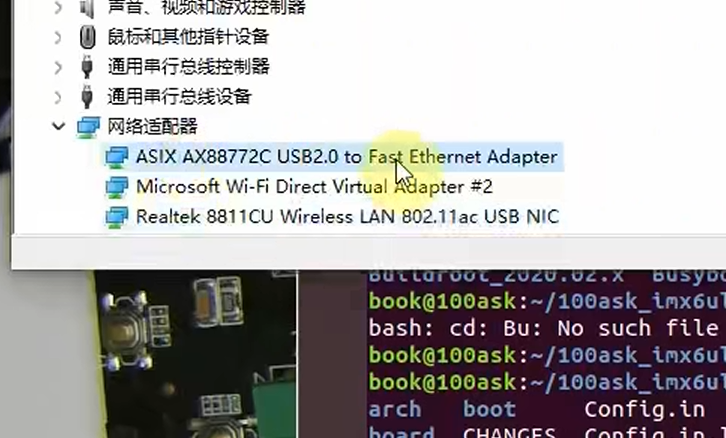 声音、视频和游戏控制器
鼠标和其他指针设备
通用串行总线控制器
通用串行总线设备
网络适配器
ASIX AX88772C USB2.0 to Fast Ethernet Adapter
Microsoft Wi-Fi Direct Virtual Adapter #2
Realtek 8811CU Wireless LAN 802.11ac USB NIC
Buildroot_2020.02.x Busybo
book@100ask:~/100ask_imx6ul
bash: cd: Bu: No such file
book@100ask:~/100ask_imx6ul
book@100ask:~/100ask_imx6ul
arch boot Config.in
board CHANGES Config.in.l